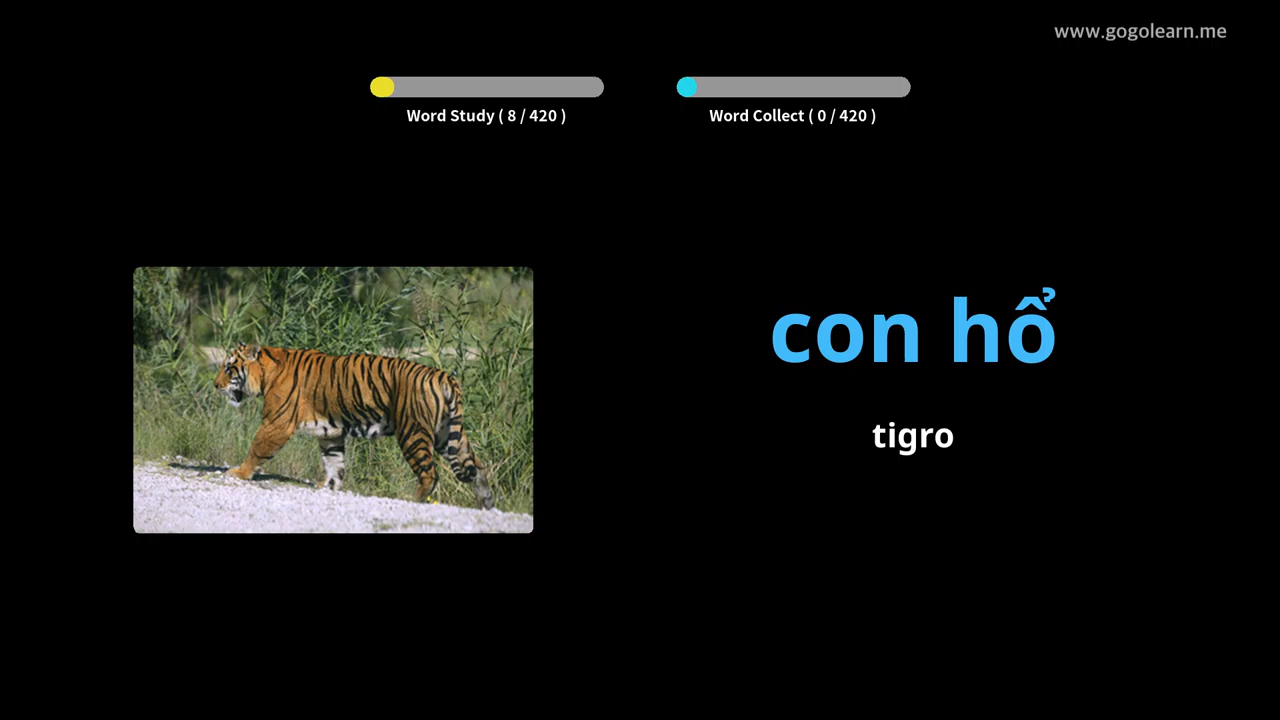 www.gogolearn.me
Word Study ( 8 / 420 )
Word Collect ( 0 / 420 )
con hổ
tigro